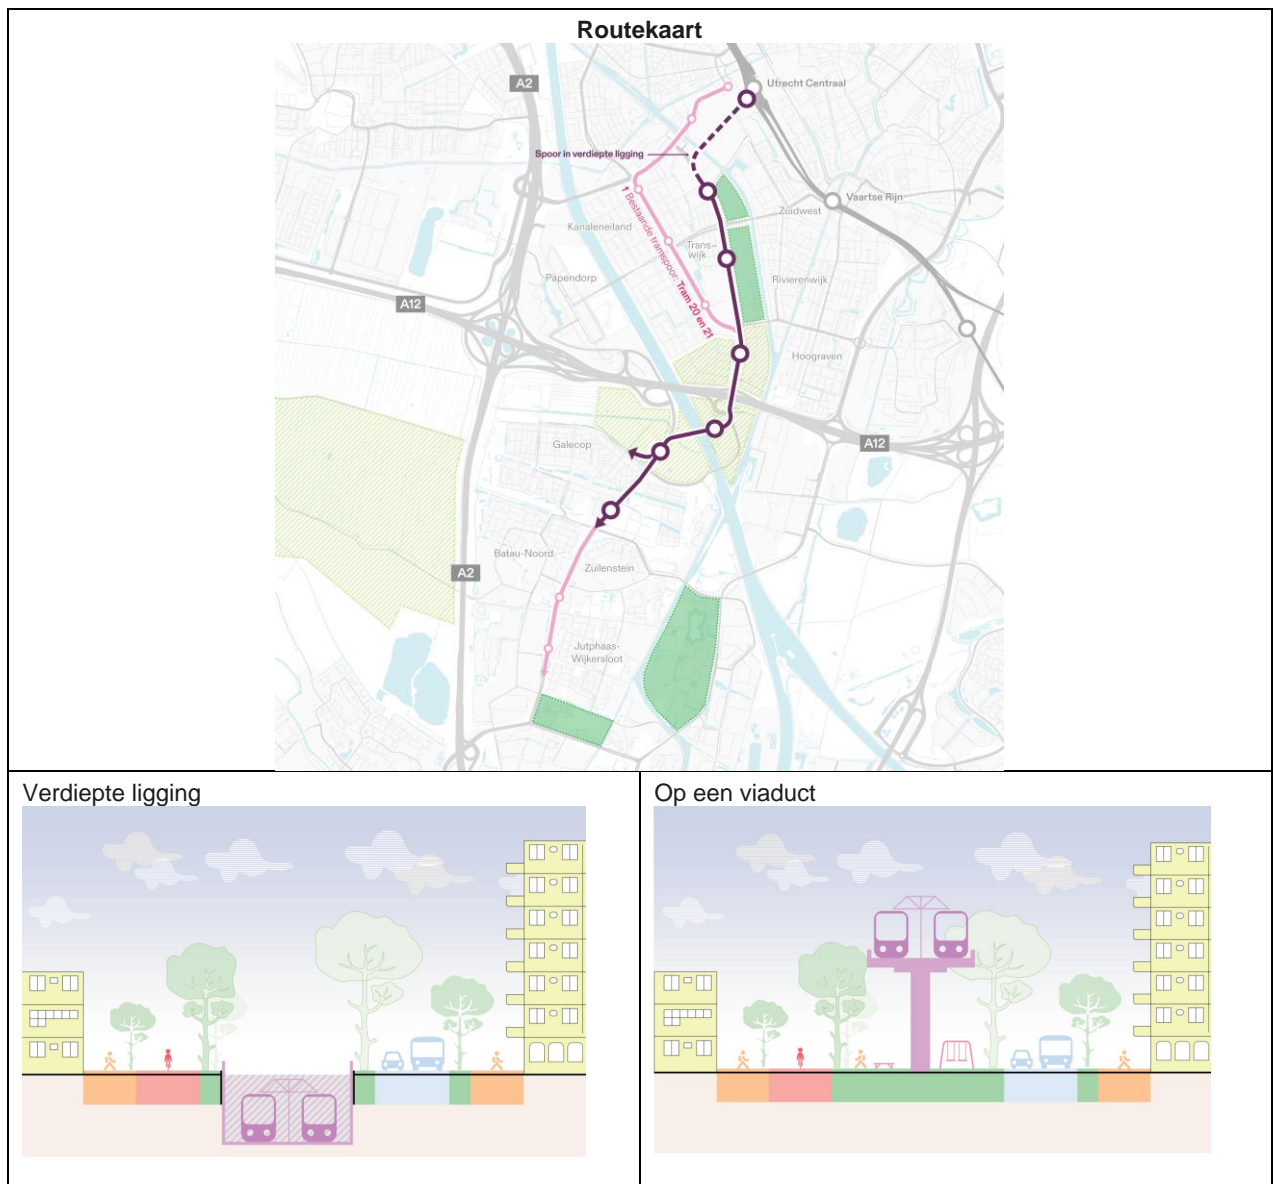 Routekaart
A2
Utrecht Centraal
Spoor in verdiepte ligging
Vaartse Rijn
Zuidwest
↑ Bestaande tramspoor: Tram 20 en 21
Kanaleneiland
Trans-
wijk
Papendorp
Rivierenwijk
A12
Hoograven
Galecop
A12
Batau-Noord
Zuilenstein
A2
Jutphaas-
Wijkersloot
Verdiepte ligging
Op een viaduct